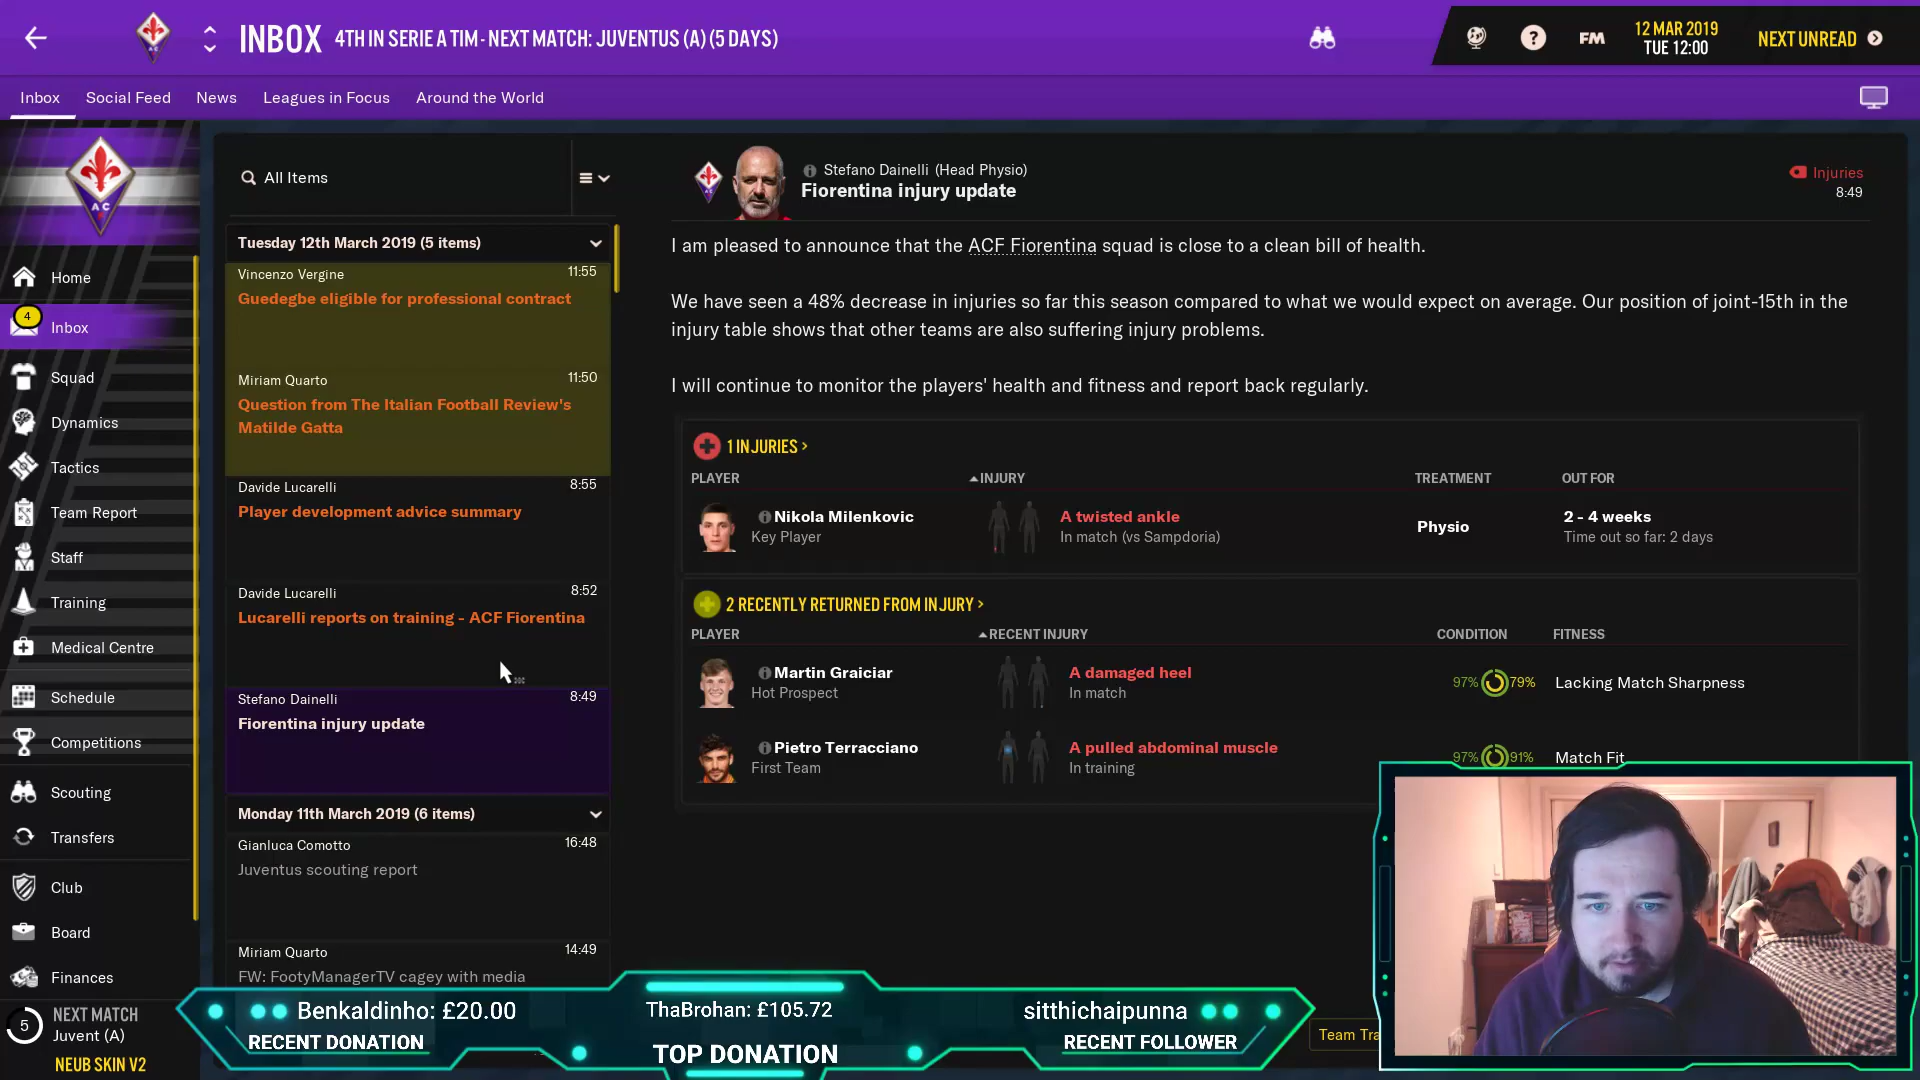 INBOX
4TH IN SERIE A TIM - NEXT MATCH: JUVENTUS (A) (5 DAYS)
FM
12 MAR 2019
TUE 12:00
NEXT UNREAD
Inbox
Social Feed
News
Leagues in Focus
Around the World
A C
4
Home
Inbox
Squad
Dynamics
Tactics
Team Report
Staff
Training
Medical Centre
Schedule
Competitions
Scouting
Transfers
Club
Board
Finances
5
NEXT MATCH
Juvent (A)
NEUB SKIN V2
All Items
Tuesday 12th March 2019 (5 items)
Vincenzo Vergine 11:55
Guedegbe eligible for professional contract
Miriam Quarto 11:50
Question from The Italian Football Review's
Matilde Gatta
Davide Lucarelli 8:55
Player development advice summary
Davide Lucarelli 8:52
Lucarelli reports on training - ACF Fiorentina
Stefano Dainelli 8:49
Fiorentina injury update
Monday 11th March 2019 (6 items)
Gianluca Comotto 16:48
Juventus scouting report
Miriam Quarto 14:49
FW: FootyManagerTV cagey with media
Stefano Dainelli (Head Physio)
Fiorentina injury update
Injuries
8:49
I am pleased to announce that the ACF Fiorentina squad is close to a clean bill of health.
We have seen a 48% decrease in injuries so far this season compared to what we would expect on average. Our position of joint-15th in the
injury table shows that other teams are also suffering injury problems.
I will continue to monitor the players' health and fitness and report back regularly.
1 INJURIES >
PLAYER INJURY TREATMENT OUT FOR
Nikola Milenkovic A twisted ankle Physio 2 - 4 weeks
Key Player In match (vs Sampdoria) Time out so far: 2 days
2 RECENTLY RETURNED FROM INJURY >
PLAYER RECENT INJURY CONDITION FITNESS
Martin Graiciar A damaged heel 97% 79% Lacking Match Sharpness
Hot Prospect In match
Pietro Terracciano A pulled abdominal muscle 97% 91% Match Fit
First Team In training
Benkaldinho: £20.00
RECENT DONATION
ThaBrohan: £105.72
TOP DONATION
sitthichaipunna
RECENT FOLLOWER
Team Tra